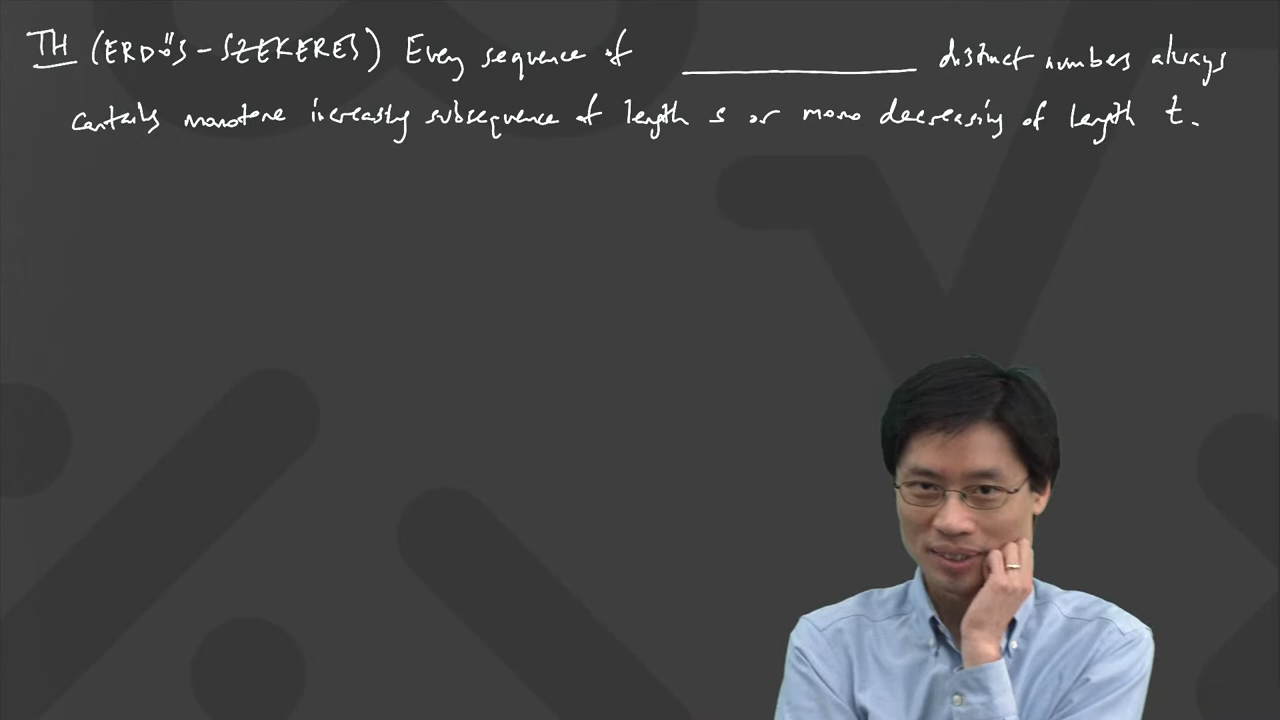 TH (ERDŐS-SZEKERES) Every sequence of __________ distinct numbers always
contains monotone increasing subsequence of length s or mono decreasing of length t.